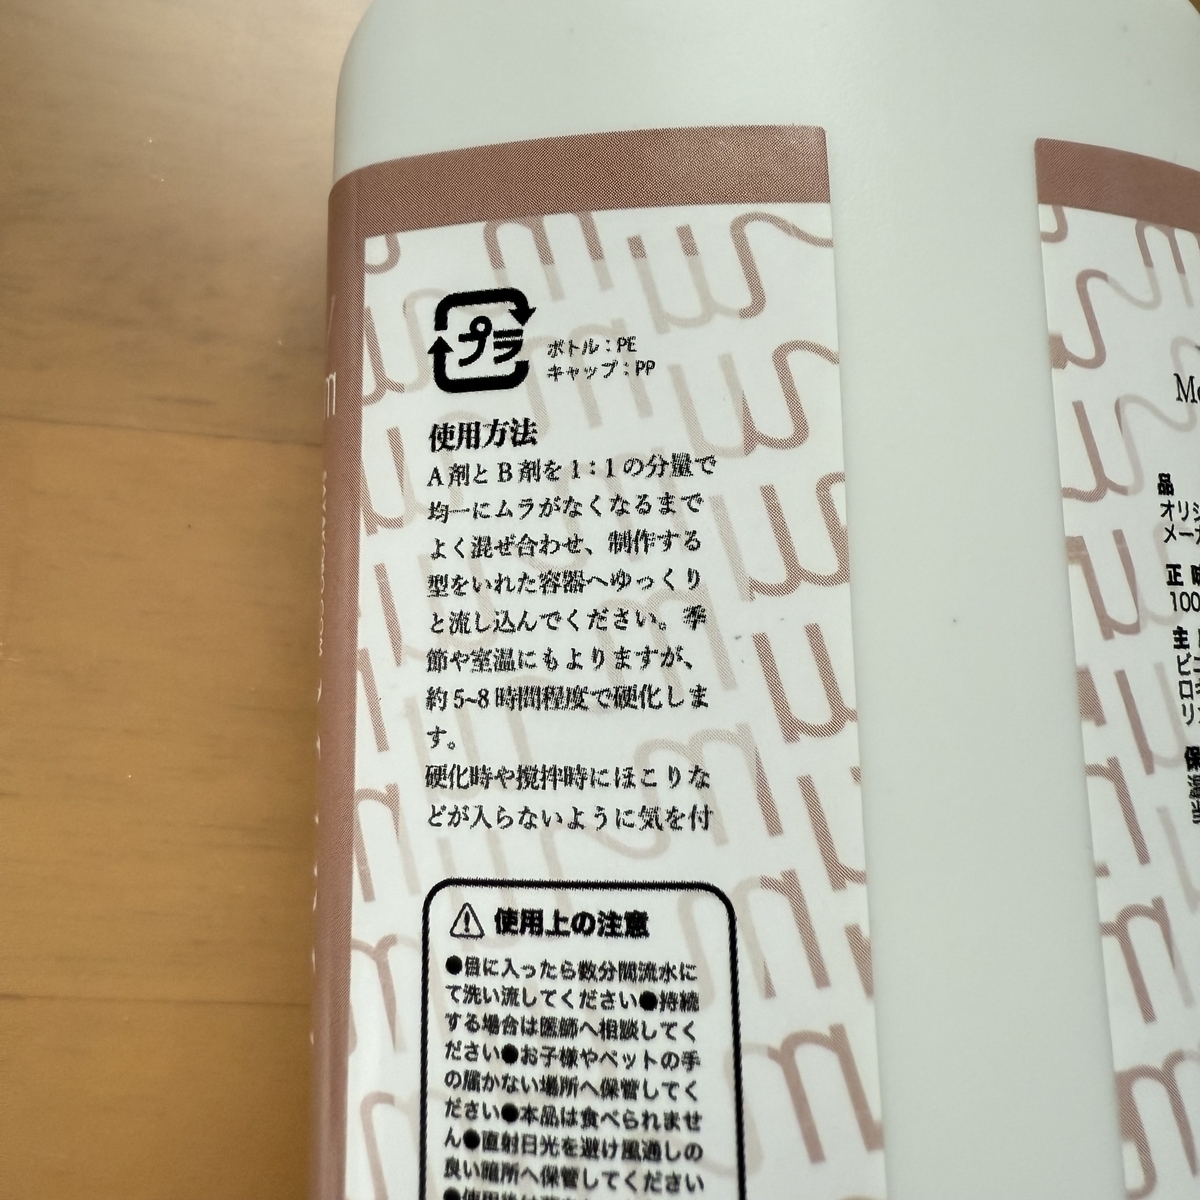 プラ
ボトル：PE
キャップ：PP
使用方法
A剤とB剤を1：1の分量で
均一にムラがなくなるまで
よく混ぜ合わせ、制作する
型をいれた容器へゆっくり
と流し込んでください。季
節や室温にもよりますが、
約5~8時間程度で硬化しま
す。
硬化時や撹拌時にほこりな
どが入らないように気を付
使用上の注意
●目に入ったら数分間流水に
て洗い流してください●持続
する場合は医師へ相談してく
ださい●お子様やペットの手
の届かない場所へ保管してく
ださい●本品は食べられませ
ん●直射日光を避け風通しの
良い暗所へ保管してください
品
オリジ
メーカ
正 味
100
主
ピ
ロ
リ
保
温
当